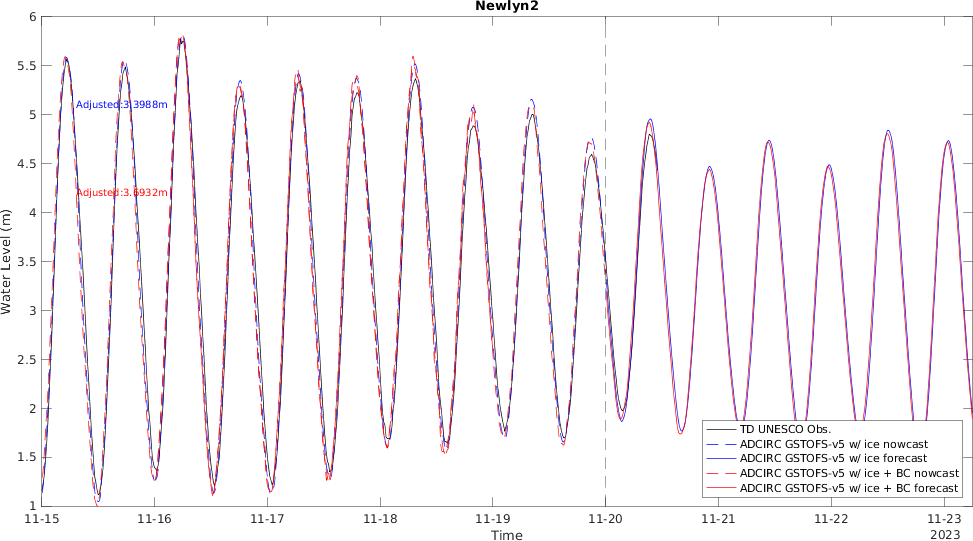 Newlyn2
6
5.5
5
4.5
4
3.5
3
2.5
2
1.5
1
Water Level (m)
Adjusted:3.3988m
Adjusted:3.6932m
TD UNESCO Obs.
ADCIRC GSTOFS-v5 w/ ice nowcast
ADCIRC GSTOFS-v5 w/ ice forecast
ADCIRC GSTOFS-v5 w/ ice + BC nowcast
ADCIRC GSTOFS-v5 w/ ice + BC forecast
11-15 11-16 11-17 11-18 11-19 11-20 11-21 11-22 11-23
Time
2023